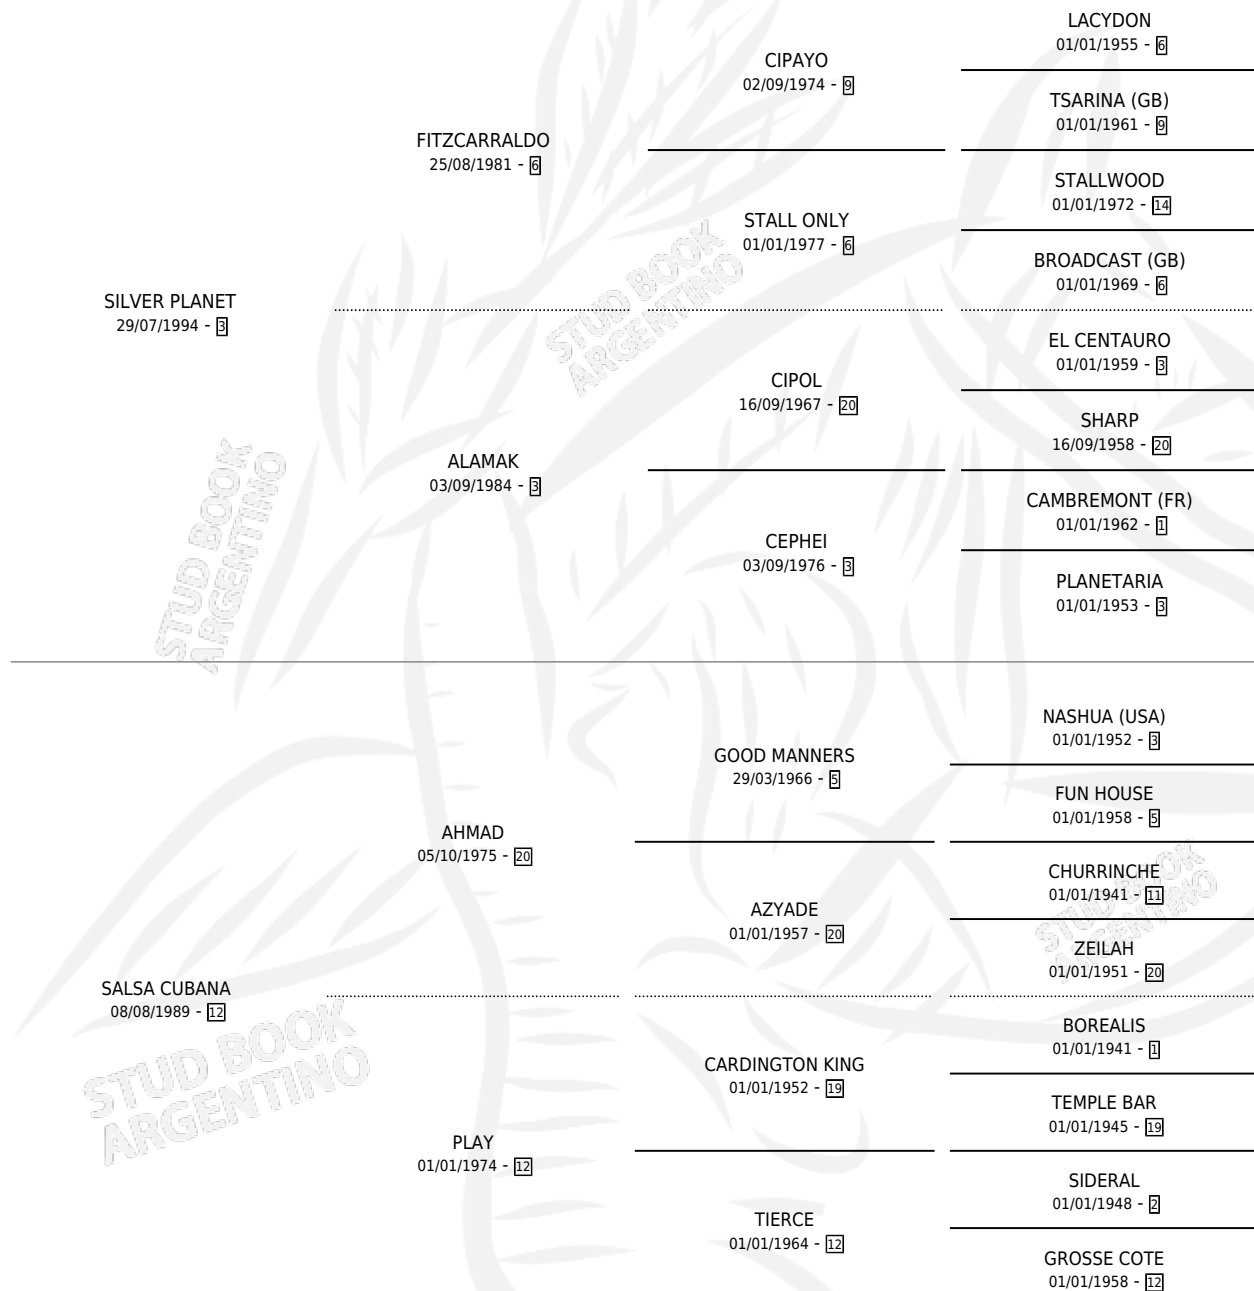 LACYDON
01/01/1955 - 6
CIPAYO
02/09/1974 - 9
TSARINA (GB)
01/01/1961 - 9
FITZCARRALDO
25/08/1981 - 6
STALLWOOD
01/01/1972 - 14
STALL ONLY
01/01/1977 - 6
BROADCAST (GB)
01/01/1969 - 6
STUD BOOK
ARGENTINO
SILVER PLANET
29/07/1994 - 3
EL CENTAURO
01/01/1959 - 3
CIPOL
16/09/1967 - 20
SHARP
16/09/1958 - 20
ALAMAK
03/09/1984 - 3
CAMBREMONT (FR)
01/01/1962 - 1
CEPHEI
03/09/1976 - 3
PLANETARIA
01/01/1953 - 3
STUD BOOK
ARGENTINO
NASHUA (USA)
01/01/1952 - 3
GOOD MANNERS
29/03/1966 - 5
FUN HOUSE
01/01/1958 - 5
AHMAD
05/10/1975 - 20
CHURRINCHE
01/01/1941 - 11
AZYADE
01/01/1957 - 20
STUD BOOK
ARGENTINO
ZEILAH
01/01/1951 - 20
SALSA CUBANA
08/08/1989 - 12
BOREALIS
01/01/1941 - 1
CARDINGTON KING
01/01/1952 - 19
STUD BOOK
ARGENTINO
TEMPLE BAR
01/01/1945 - 19
PLAY
01/01/1974 - 12
SIDERAL
01/01/1948 - 2
TIERCE
01/01/1964 - 12
GROSSE COTE
01/01/1958 - 12